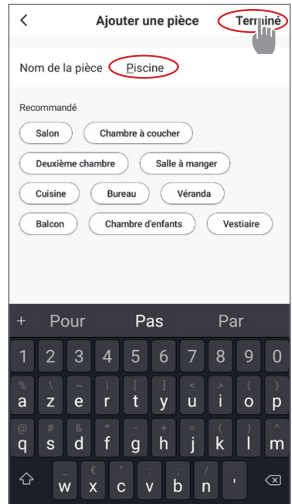 < Ajouter une pièce Terminé
Nom de la pièce Piscine
Recommandé
Salon Chambre à coucher
Deuxième chambre Salle à manger
Cuisine Bureau Véranda
Balcon Chambre d'enfants Vestiaire
+ Pour Pas Par
1 2 3 4 5 6 7 8 9 0
% \ ~ | [ ] < > { }
a z e r t y u i o p
@ # & * - + = ( ) ^
q s d f g h j k l m
_ € " ' : ; /
w x c v b n '